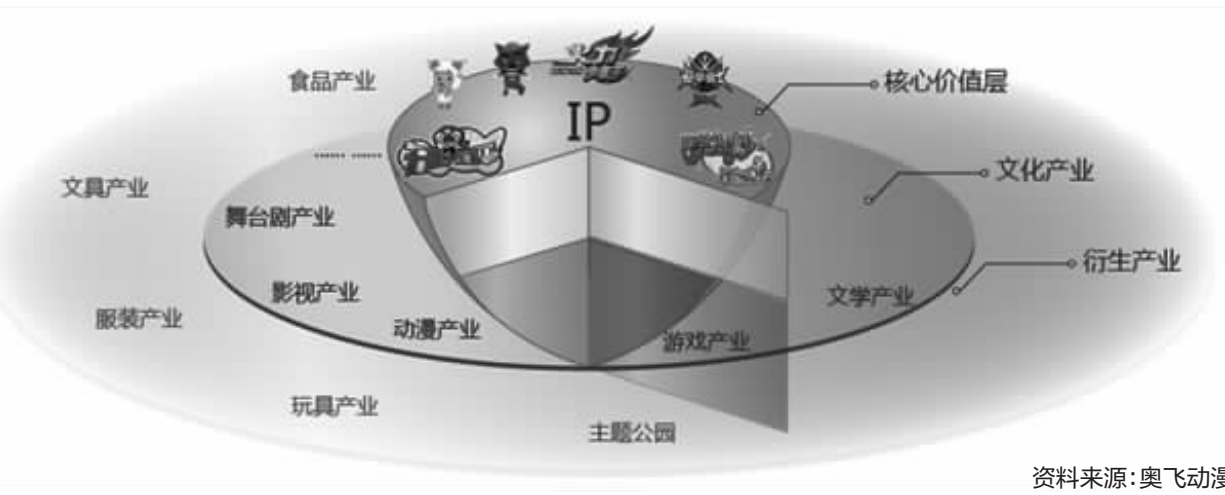 食品产业
核心价值层
IP
…… ……
文化产业
文具产业
舞台剧产业
衍生产业
影视产业
文学产业
服装产业
动漫产业
游戏产业
玩具产业
主题公园
资料来源：奥飞动漫